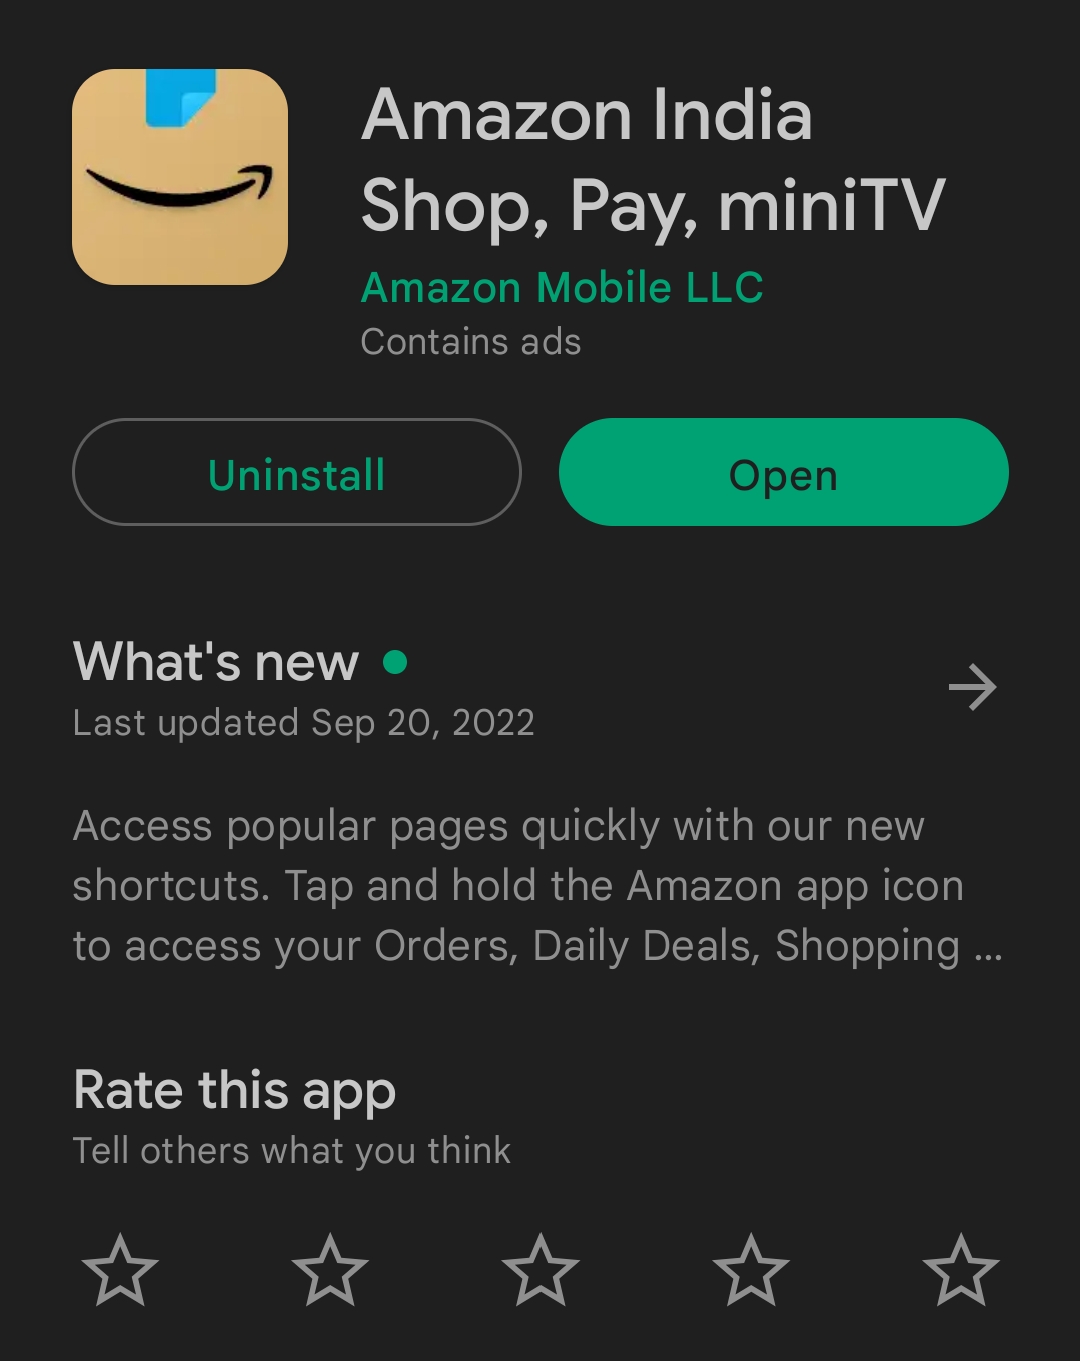 Amazon India
Shop, Pay, miniTV
Amazon Mobile LLC
Contains ads
Uninstall
Open
What's new
Last updated Sep 20, 2022
Access popular pages quickly with our new
shortcuts. Tap and hold the Amazon app icon
to access your Orders, Daily Deals, Shopping ...
Rate this app
Tell others what you think